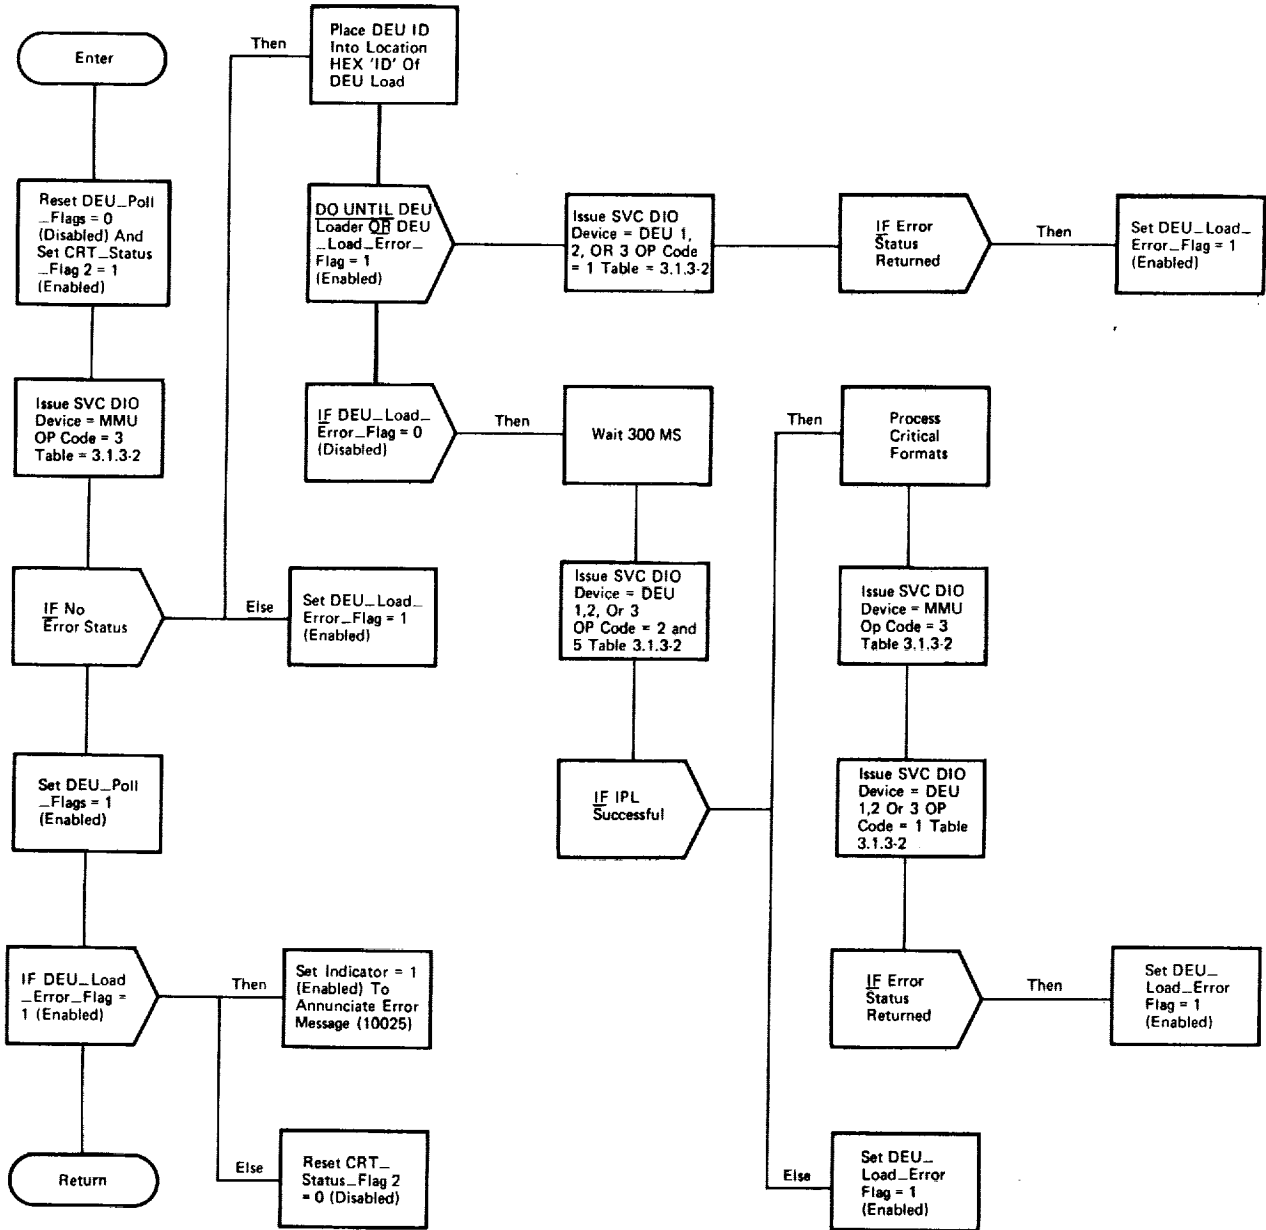 Enter
Reset DEU_Poll
_Flags = 0
(Disabled) And
Set CRT_Status
_Flag 2 = 1
(Enabled)
Issue SVC DIO
Device = MMU
OP Code = 3
Table = 3.1.3-2
IF No
Error Status
Then
Else
Set DEU_Load_
Error_Flag = 1
(Enabled)
Place DEU ID
Into Location
HEX 'ID' Of
DEU Load
DO UNTIL DEU
Loader OR DEU
_Load_Error_
Flag = 1
(Enabled)
Issue SVC DIO
Device = DEU 1,
2, OR 3 OP Code
= 1 Table = 3.1.3-2
IF Error
Status
Returned
Then
Set DEU_Load_
Error_Flag = 1
(Enabled)
IF DEU_Load_
Error_Flag = 0
(Disabled)
Then
Wait 300 MS
Issue SVC DIO
Device = DEU
1,2, Or 3
OP Code = 2 and
5 Table 3.1.3-2
IF IPL
Successful
Then
Process
Critical
Formats
Issue SVC DIO
Device = MMU
Op Code = 3
Table 3.1.3-2
Issue SVC DIO
Device = DEU
1,2 Or 3 OP
Code = 1 Table
3.1.3-2
IF Error
Status
Returned
Then
Set DEU_
Load_Error
Flag = 1
(Enabled)
Else
Set DEU_
Load_Error
Flag = 1
(Enabled)
Set DEU_Poll
_Flags = 1
(Enabled)
IF DEU_Load
_Error_Flag =
1 (Enabled)
Then
Set Indicator = 1
(Enabled) To
Annunciate Error
Message (10025)
Else
Reset CRT_
Status_Flag 2
= 0 (Disabled)
Return